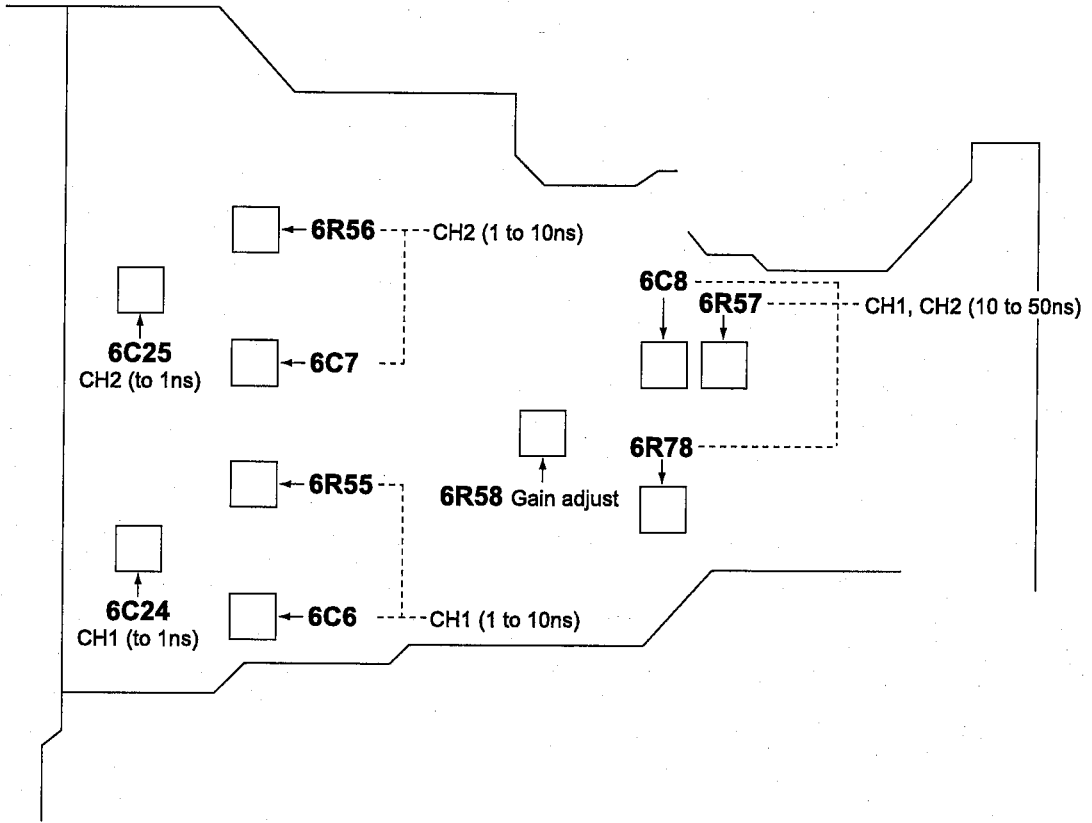 6R56 CH2 (1 to 10ns)
6C8
6R57 CH1, CH2 (10 to 50ns)
6C25
CH2 (to 1ns)
6C7
6R78
6R55
6R58 Gain adjust
6C24
CH1 (to 1ns)
6C6 CH1 (1 to 10ns)